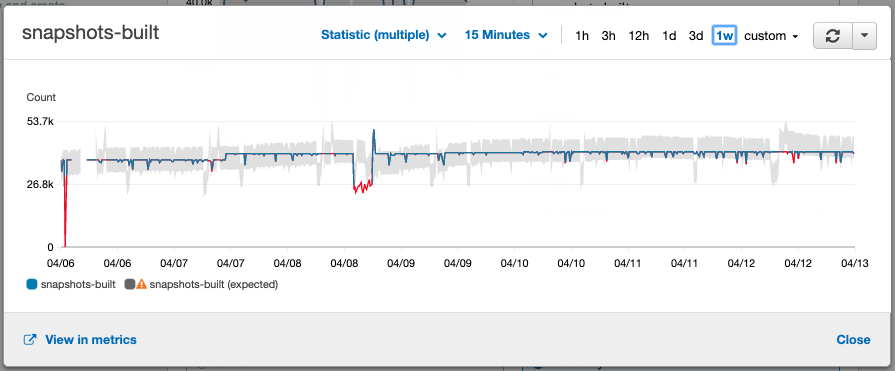 40.0k
snapshots-built
Statistic (multiple)
15 Minutes
1h 3h 12h 1d 3d 1w custom
Count
53.7k
26.8k
0
04/06 04/06 04/07 04/07 04/08 04/08 04/09 04/09 04/10 04/10 04/11 04/11 04/12 04/12 04/13
snapshots-built snapshots-built (expected)
View in metrics
Close